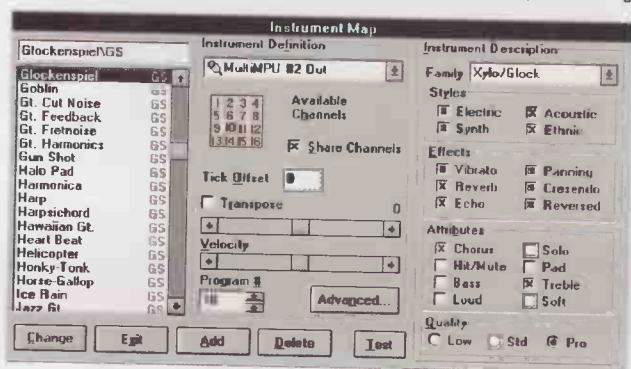 Instrument Map
Glockenspiel\GS
Glockenspiel GS
Goblin GS
Gt. Cut Noise GS
Gt. Feedback GS
Gt. Fretnoise GS
Gt. Harmonics GS
Gun Shot GS
Halo Pad GS
Harmonica GS
Harp GS
Harpsichord GS
Hawaiian Gt. GS
Heart Beat GS
Helicopter GS
Honky-Tonk GS
Horse-Gallop GS
Ice Rain GS
Jazz Gt. GS
Instrument Definition
MultiMPU #2 Out
1 2 3 4
5 6 7 8
9 10 11 12
13 14 15 16
Available
Channels
Share Channels
Tick Offset
Transpose 0
Velocity
Program #
Advanced...
Instrument Description
Family Xylo/Glock
Styles
Electric Acoustic
Synth Ethnic
Effects
Vibrato Panning
Reverb Cresendo
Echo Reversed
Attributes
Chorus Solo
Hit/Mute Pad
Bass Treble
Loud Soft
Quality
Low Std Pro
Change Exit Add Delete Test